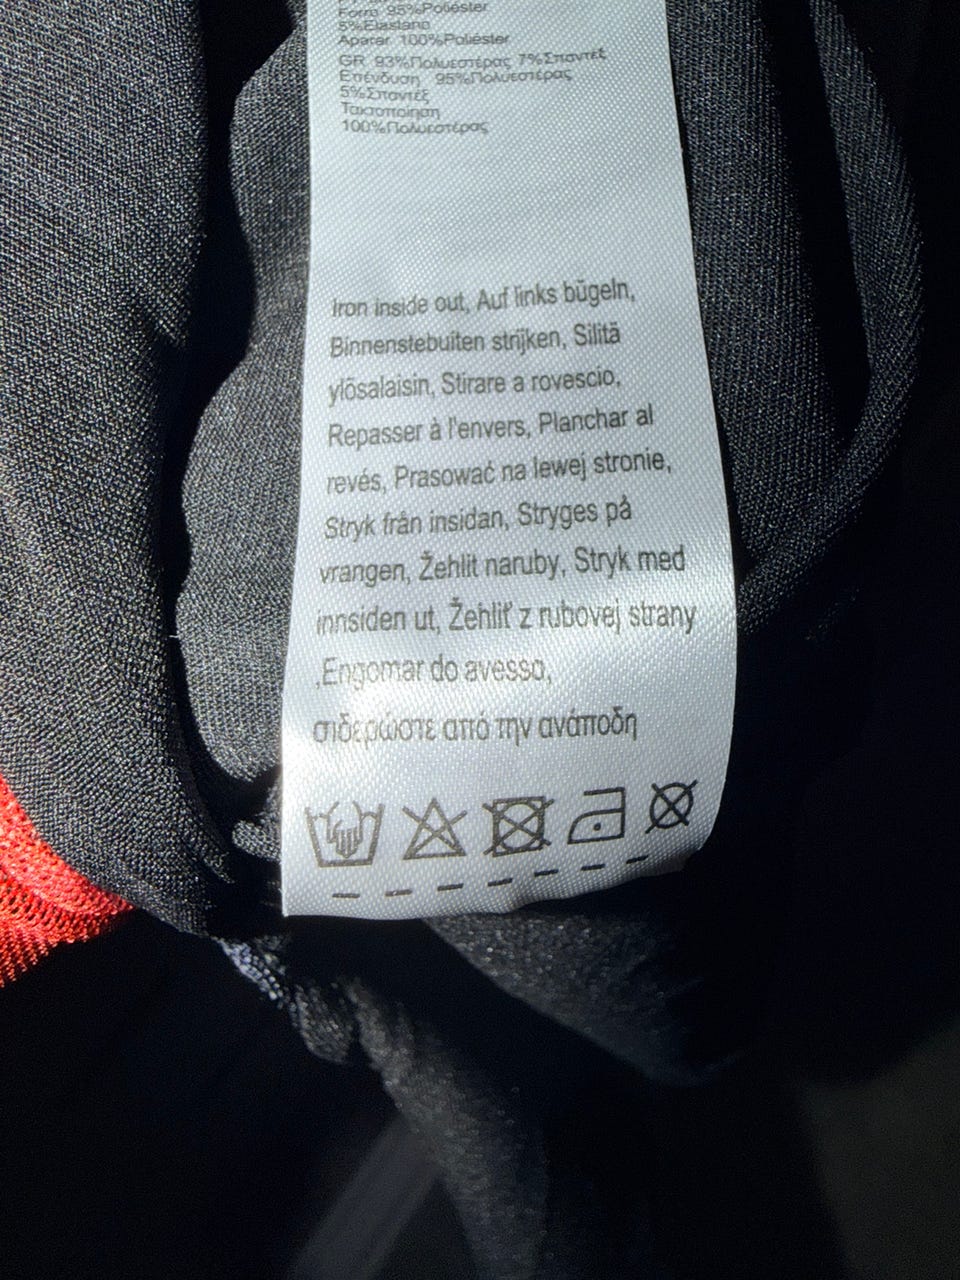 Forro 95%Poliéster
5%Elastano
Aparar 100%Poliéster
GR 93%Πολυεστέρας 7%Σπαντέξ
Επένδυση 95%Πολυεστέρας
5%Σπαντέξ
Τακτοποίηση
100%Πολυεστέρας
Iron inside out, Auf links bügeln,
Binnenstebuiten strijken, Silitä
ylösalaisin, Stirare a rovescio,
Repasser à l'envers, Planchar al
revés, Prasować na lewej stronie,
Stryk från insidan, Stryges på
vrangen, Žehlit naruby, Stryk med
innsiden ut, Žehliť z rubovej strany
,Engomar do avesso,
σιδερώστε από την ανάποδη